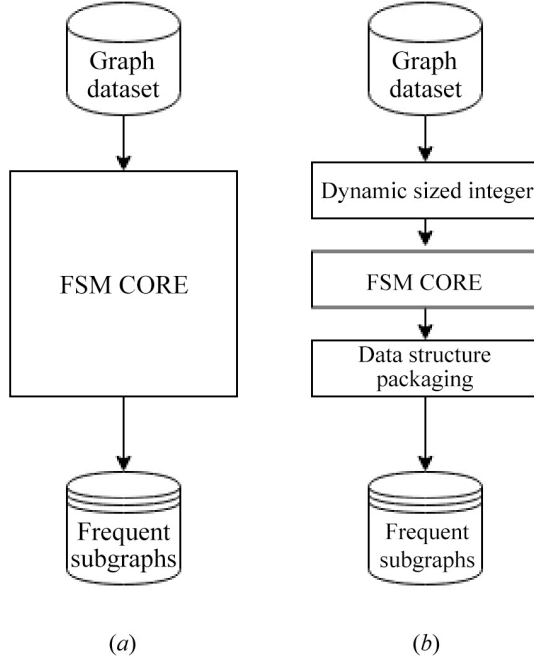 Graph
dataset
FSM CORE
Frequent
subgraphs
(a)
Graph
dataset
Dynamic sized integer
FSM CORE
Data structure
packaging
Frequent
subgraphs
(b)